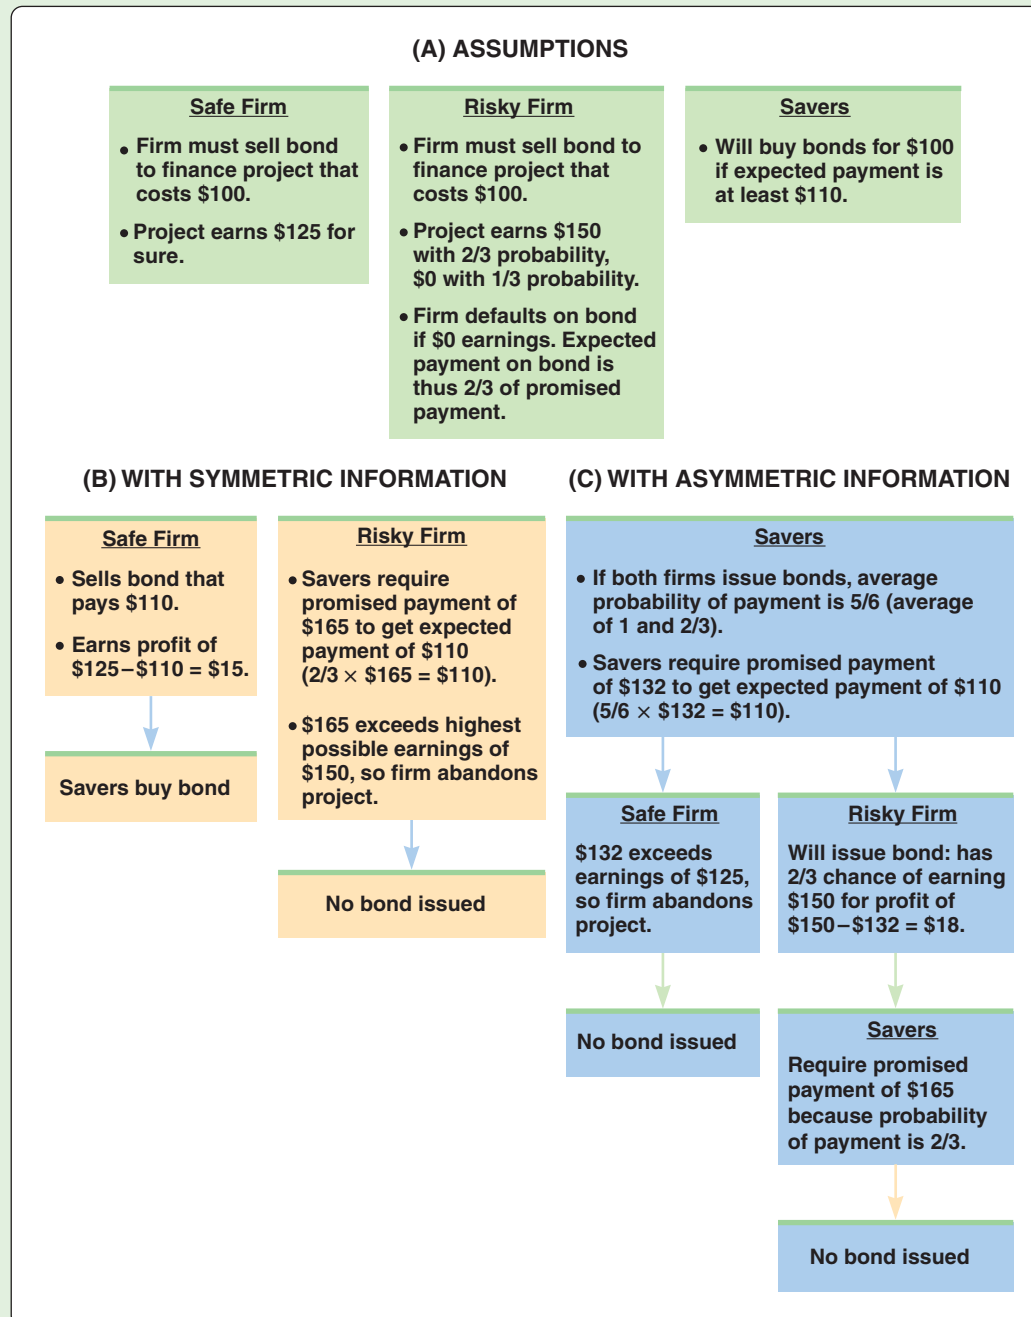 (A) ASSUMPTIONS
Safe Firm
• Firm must sell bond
to finance project that
costs $100.
• Project earns $125 for
sure.
Risky Firm
• Firm must sell bond to
finance project that
costs $100.
• Project earns $150
with 2/3 probability,
$0 with 1/3 probability.
• Firm defaults on bond
if $0 earnings. Expected
payment on bond is
thus 2/3 of promised
payment.
Savers
• Will buy bonds for $100
if expected payment is
at least $110.
(B) WITH SYMMETRIC INFORMATION
Safe Firm
• Sells bond that
pays $110.
• Earns profit of
$125–$110 = $15.
Savers buy bond
Risky Firm
• Savers require
promised payment of
$165 to get expected
payment of $110
(2/3 × $165 = $110).
• $165 exceeds highest
possible earnings of
$150, so firm abandons
project.
No bond issued
(C) WITH ASYMMETRIC INFORMATION
Savers
• If both firms issue bonds, average
probability of payment is 5/6 (average
of 1 and 2/3).
• Savers require promised payment
of $132 to get expected payment of $110
(5/6 × $132 = $110).
Safe Firm
$132 exceeds
earnings of $125,
so firm abandons
project.
No bond issued
Risky Firm
Will issue bond: has
2/3 chance of earning
$150 for profit of
$150–$132 = $18.
Savers
Require promised
payment of $165
because probability
of payment is 2/3.
No bond issued